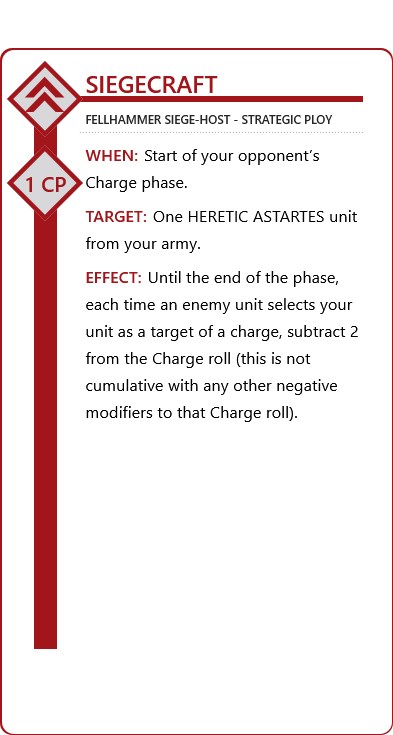 SIEGECRAFT
FELLHAMMER SIEGE-HOST - STRATEGIC PLOY
1 CP
WHEN: Start of your opponent’s
Charge phase.
TARGET: One HERETIC ASTARTES unit
from your army.
EFFECT: Until the end of the phase,
each time an enemy unit selects your
unit as a target of a charge, subtract 2
from the Charge roll (this is not
cumulative with any other negative
modifiers to that Charge roll).